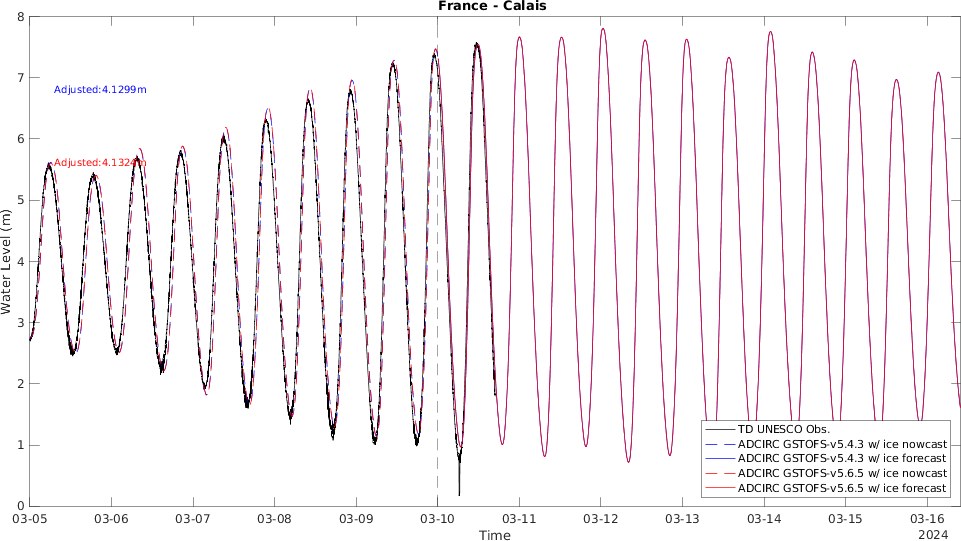 France - Calais
8
7
6
5
4
3
2
1
0
Water Level (m)
Adjusted:4.1299m
Adjusted:4.1324m
TD UNESCO Obs.
ADCIRC GSTOFS-v5.4.3 w/ ice nowcast
ADCIRC GSTOFS-v5.4.3 w/ ice forecast
ADCIRC GSTOFS-v5.6.5 w/ ice nowcast
ADCIRC GSTOFS-v5.6.5 w/ ice forecast
03-05 03-06 03-07 03-08 03-09 03-10 03-11 03-12 03-13 03-14 03-15 03-16
Time
2024